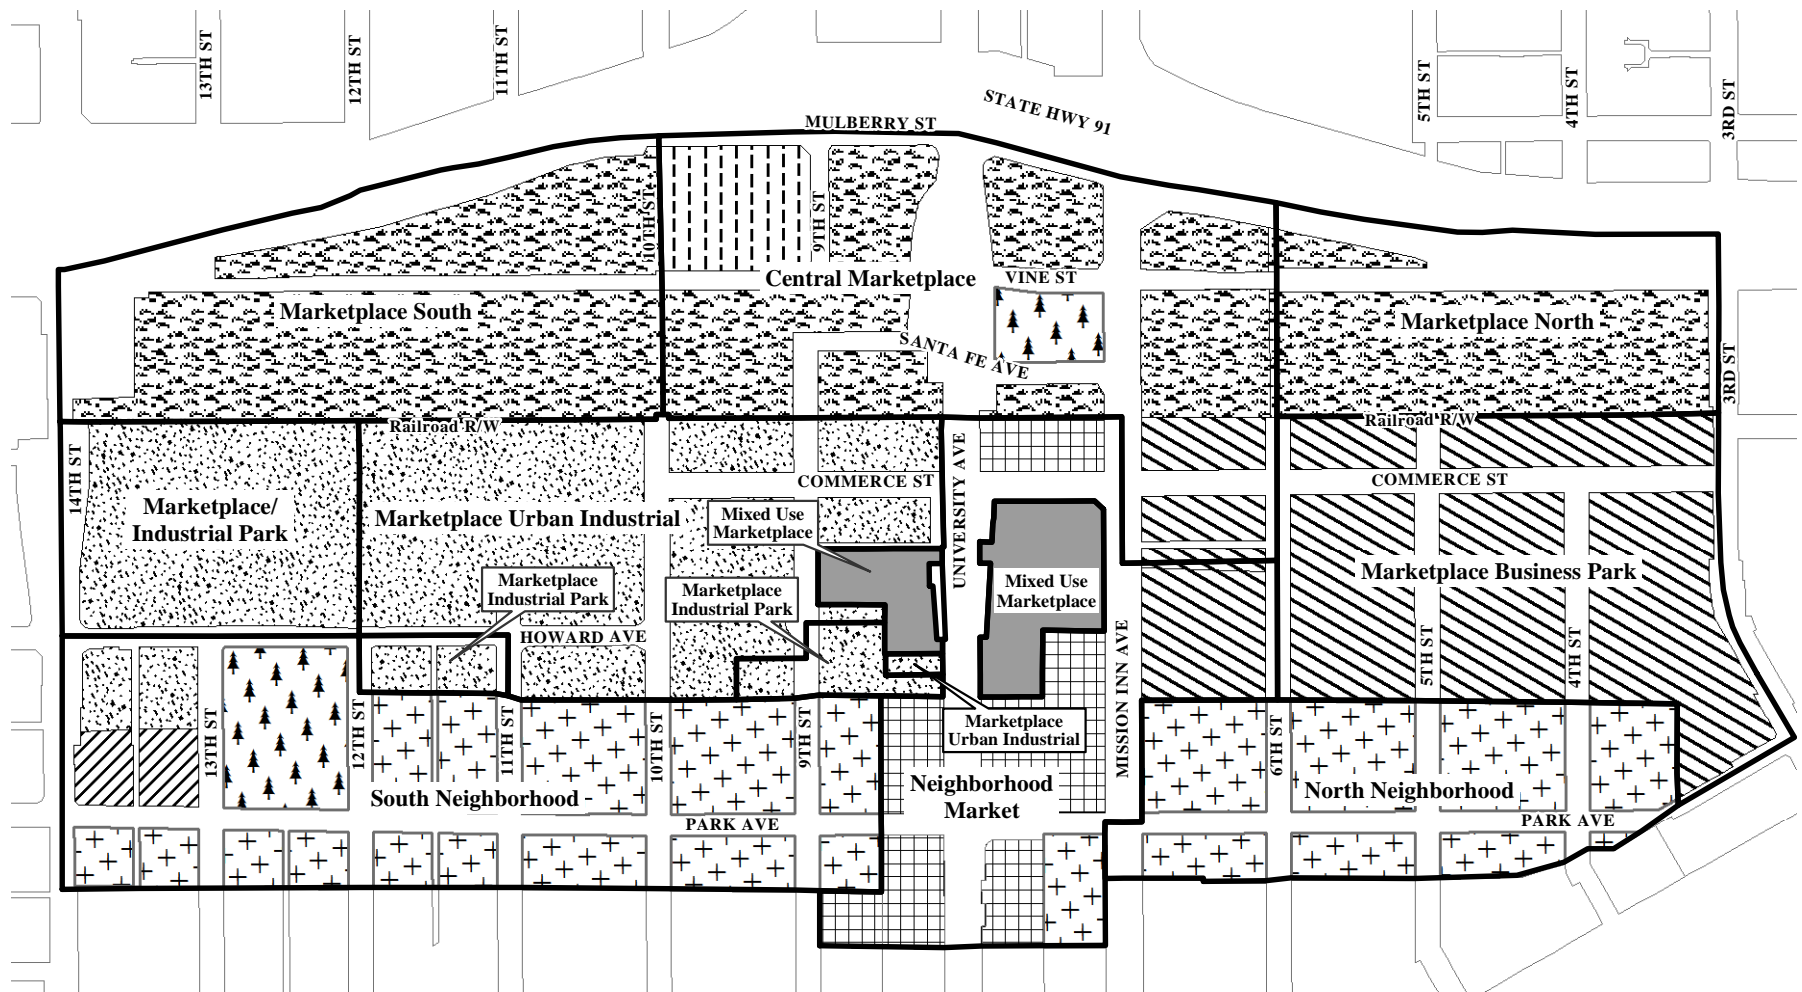 13TH ST
12TH ST
11TH ST
STATE HWY 91
5TH ST
4TH ST
3RD ST
MULBERRY ST
10TH ST
9TH ST
Central Marketplace
VINE ST
Marketplace South
Marketplace North
SANTA FE AVE
3RD ST
Railroad R/W
Railroad R/W
14TH ST
UNIVERSITY AVE
COMMERCE ST
COMMERCE ST
Marketplace/
Industrial Park
Marketplace Urban Industrial
Mixed Use
Marketplace
Marketplace
Industrial Park
Marketplace
Industrial Park
Mixed Use
Marketplace
Marketplace Business Park
HOWARD AVE
MISSION INN AVE
5TH ST
4TH ST
13TH ST
12TH ST
11TH ST
10TH ST
9TH ST
Marketplace
Urban Industrial
6TH ST
South Neighborhood
Neighborhood
Market
North Neighborhood
PARK AVE
PARK AVE